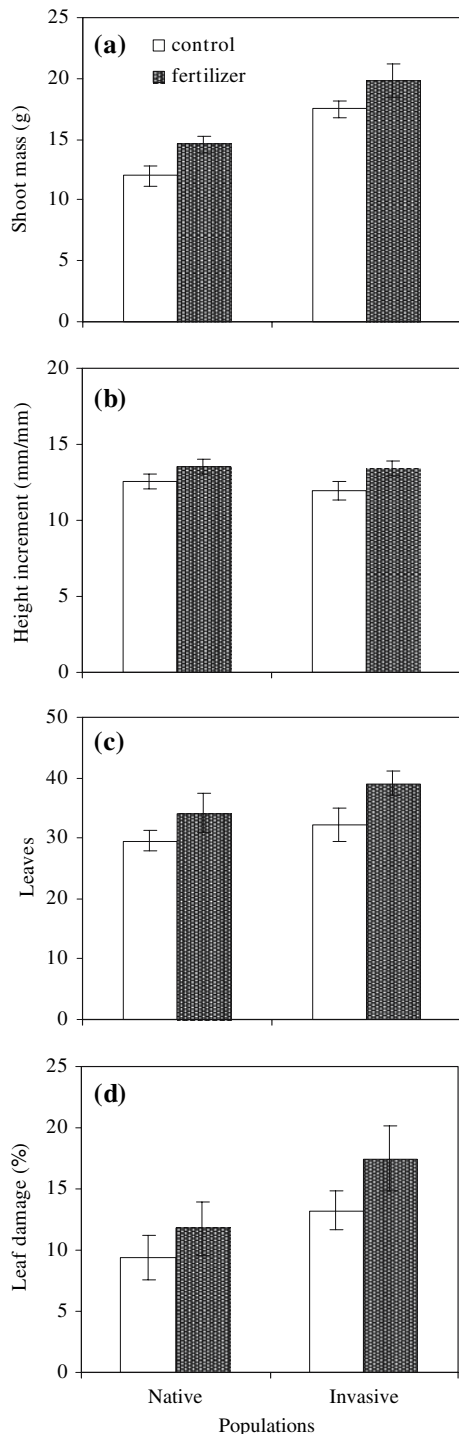 25
(a)
control
20
fertilizer
15
10
5
0
Shoot mass (g)
20
(b)
15
10
5
0
Height increment (mm/mm)
50
(c)
40
30
20
10
0
Leaves
25
(d)
20
15
10
5
0
Leaf damage (%)
Native Invasive
Populations